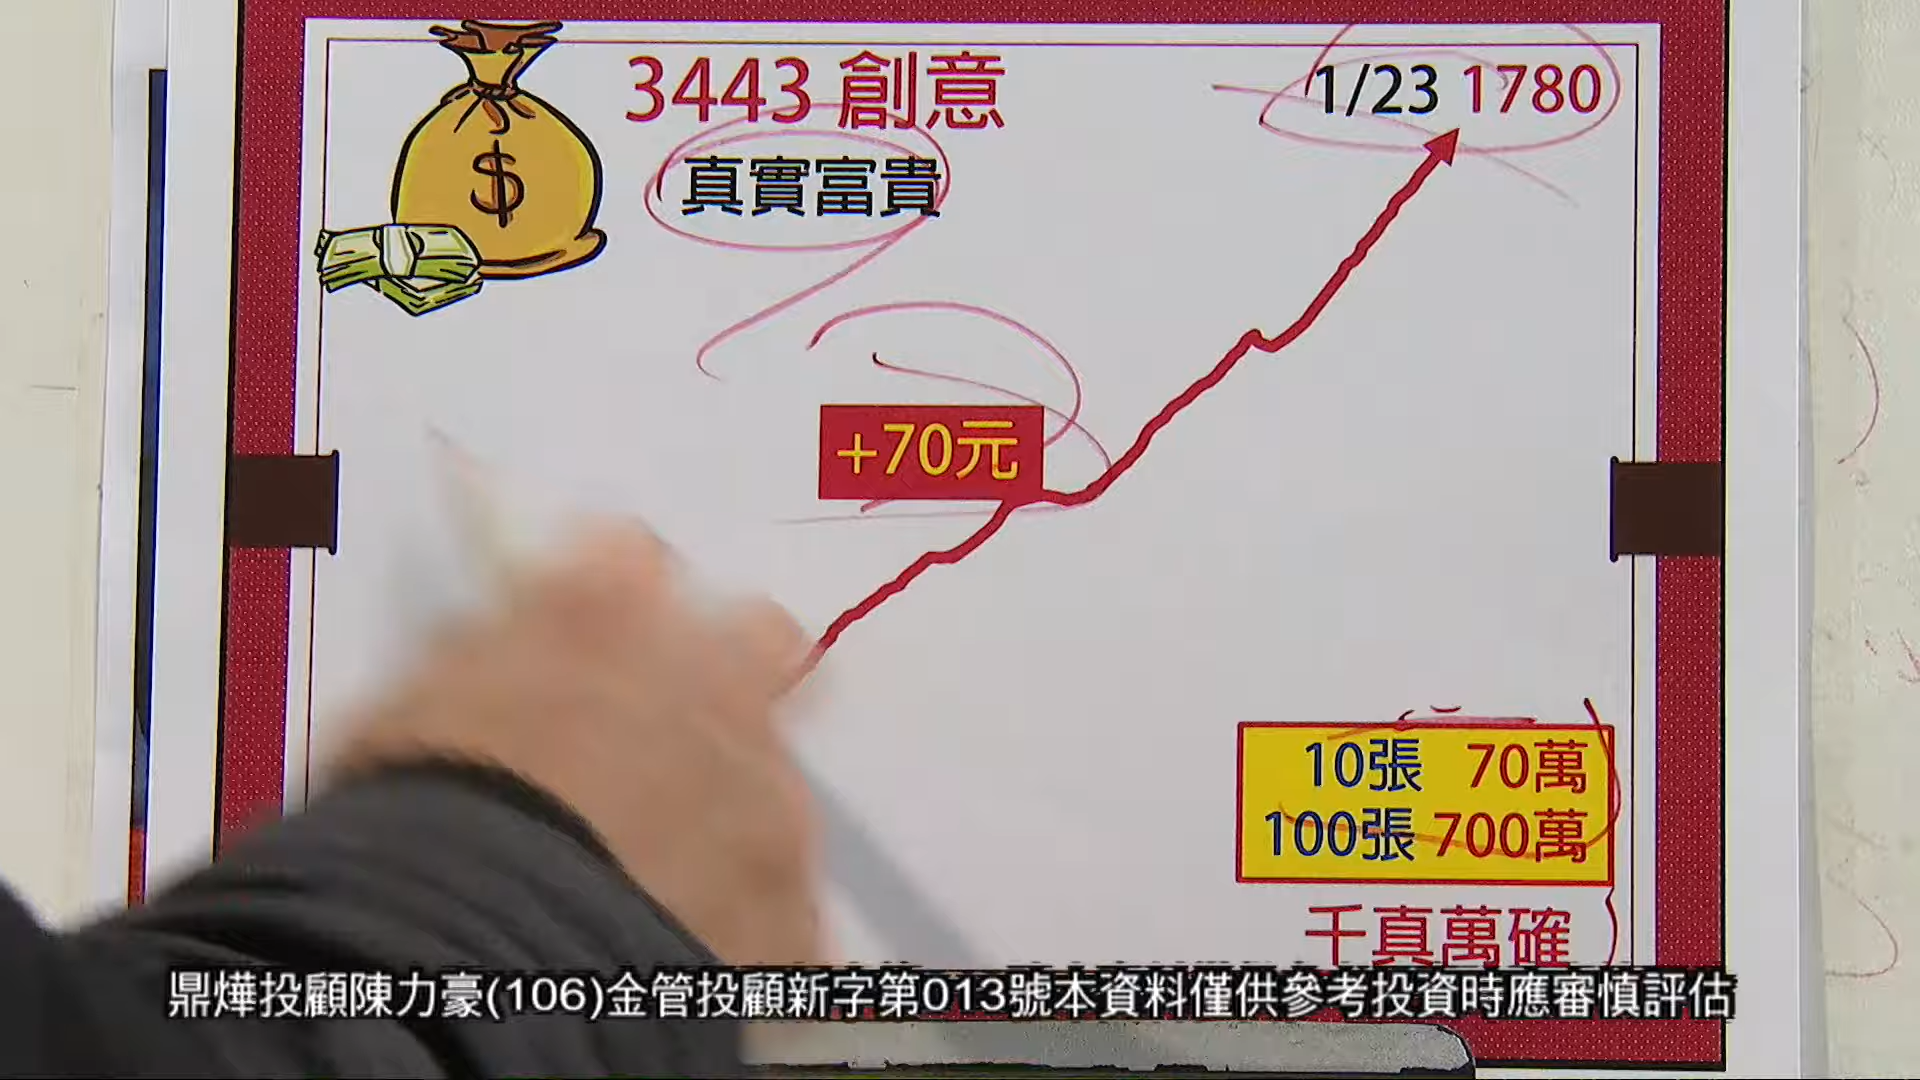 3443 創意
1/23 1780
真實富貴
$
+70元
10張 70萬
100張 700萬
千真萬確
鼎燁投顧陳力豪(106)金管投顧新字第013號本資料僅供參考投資時應審慎評估